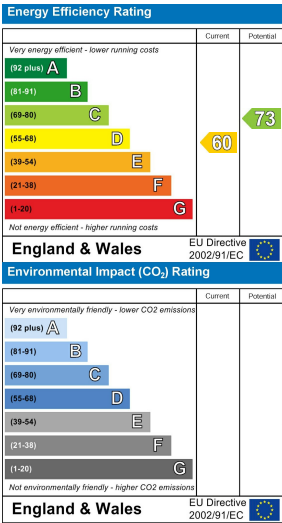 Energy Efficiency Rating
Current Potential
Very energy efficient - lower running costs
(92 plus) A
(81-91) B
(69-80) C
73
(55-68) D
60
(39-54) E
(21-38) F
(1-20) G
Not energy efficient - higher running costs
England & Wales
EU Directive
2002/91/EC
Environmental Impact (CO₂) Rating
Current Potential
Very environmentally friendly - lower CO2 emissions
(92 plus) A
(81-91) B
(69-80) C
(55-68) D
(39-54) E
(21-38) F
(1-20) G
Not environmentally friendly - higher CO2 emissions
England & Wales
EU Directive
2002/91/EC